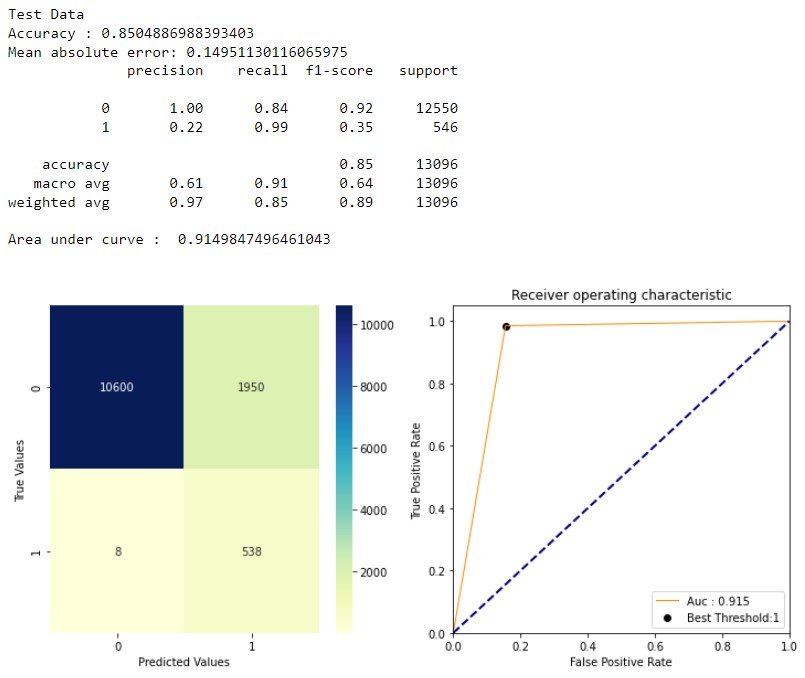 Test Data
Accuracy : 0.8504886988393403
Mean absolute error: 0.14951130116065975
precision recall f1-score support
0 1.00 0.84 0.92 12550
1 0.22 0.99 0.35 546
accuracy 0.85 13096
macro avg 0.61 0.91 0.64 13096
weighted avg 0.97 0.85 0.89 13096
Area under curve : 0.9149847496461043
True Values
0
1
10600
1950
8
538
0
1
Predicted Values
10000
8000
6000
4000
2000
Receiver operating characteristic
True Positive Rate
1.0
0.8
0.6
0.4
0.2
0.0
0.0
0.2
0.4
0.6
0.8
1.0
False Positive Rate
Auc : 0.915
Best Threshold:1